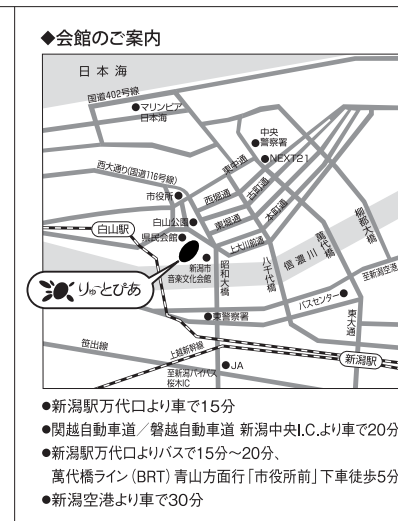 ◆会館のご案内
日本海
国道402号線
●マリンピア
日本海
中央
●警察署
●NEXT21
西大通り(国道116号線)
東中通
古町通
市役所●
西堀通
本町通
白山公園●
東堀通
柳都大橋
白山駅
県民会館●
上大川前通
萬代橋
●新潟市
音楽文化会館
昭和大橋
八千代橋
信濃川
至新潟空港
りゅーとぴあ
バスセンター●
●東警察署
東大通
笹出線
上越新幹線
新潟駅
●JA
至新潟バイパス
桜木IC
●新潟駅万代口より車で15分
●関越自動車道／磐越自動車道 新潟中央I.C.より車で20分
●新潟駅万代口よりバスで15分～20分、
萬代橋ライン(BRT)青山方面行「市役所前」下車徒歩5分
●新潟空港より車で30分